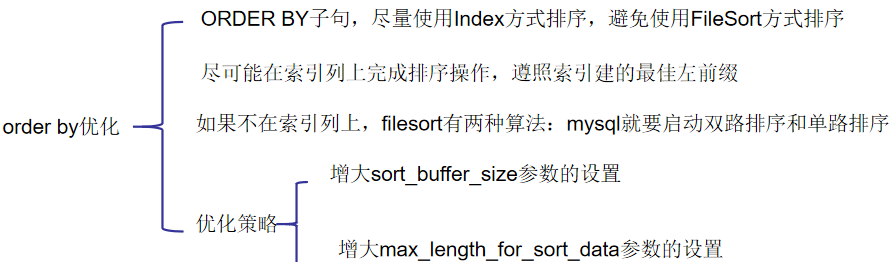 ORDER BY子句，尽量使用Index方式排序，避免使用FileSort方式排序
尽可能在索引列上完成排序操作，遵照索引建的最佳左前缀
order by优化
如果不在索引列上，filesort有两种算法：mysql就要启动双路排序和单路排序
增大sort_buffer_size参数的设置
优化策略
增大max_length_for_sort_data参数的设置